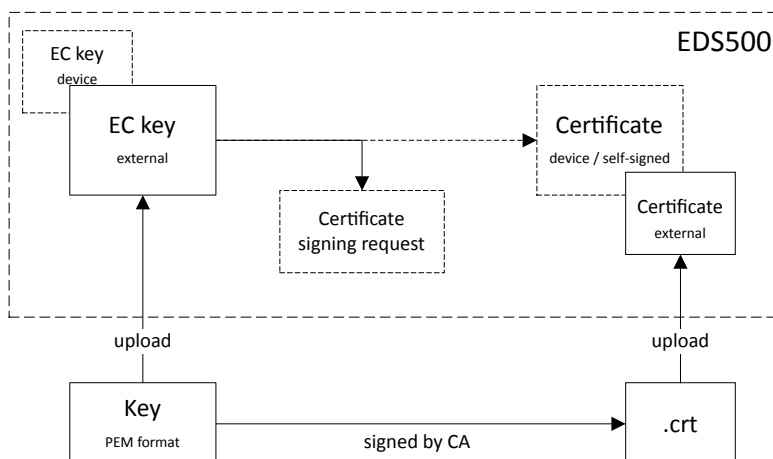 EDS500
EC key
device
EC key
external
Certificate
device / self-signed
Certificate
signing request
Certificate
external
upload
upload
Key
PEM format
signed by CA
.crt